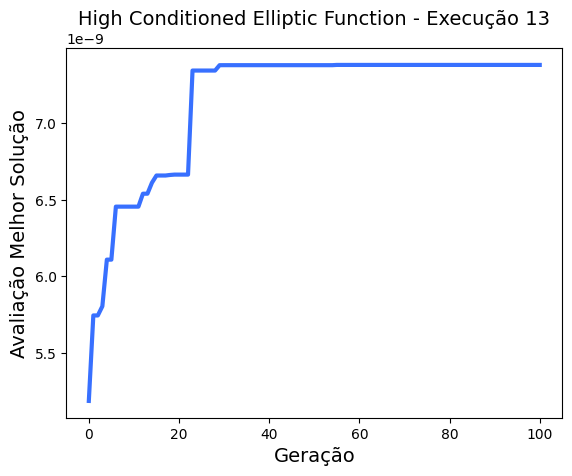 High Conditioned Elliptic Function - Execução 13
1e−9
7.0
6.5
6.0
5.5
Avaliação Melhor Solução
0 20 40 60 80 100
Geração